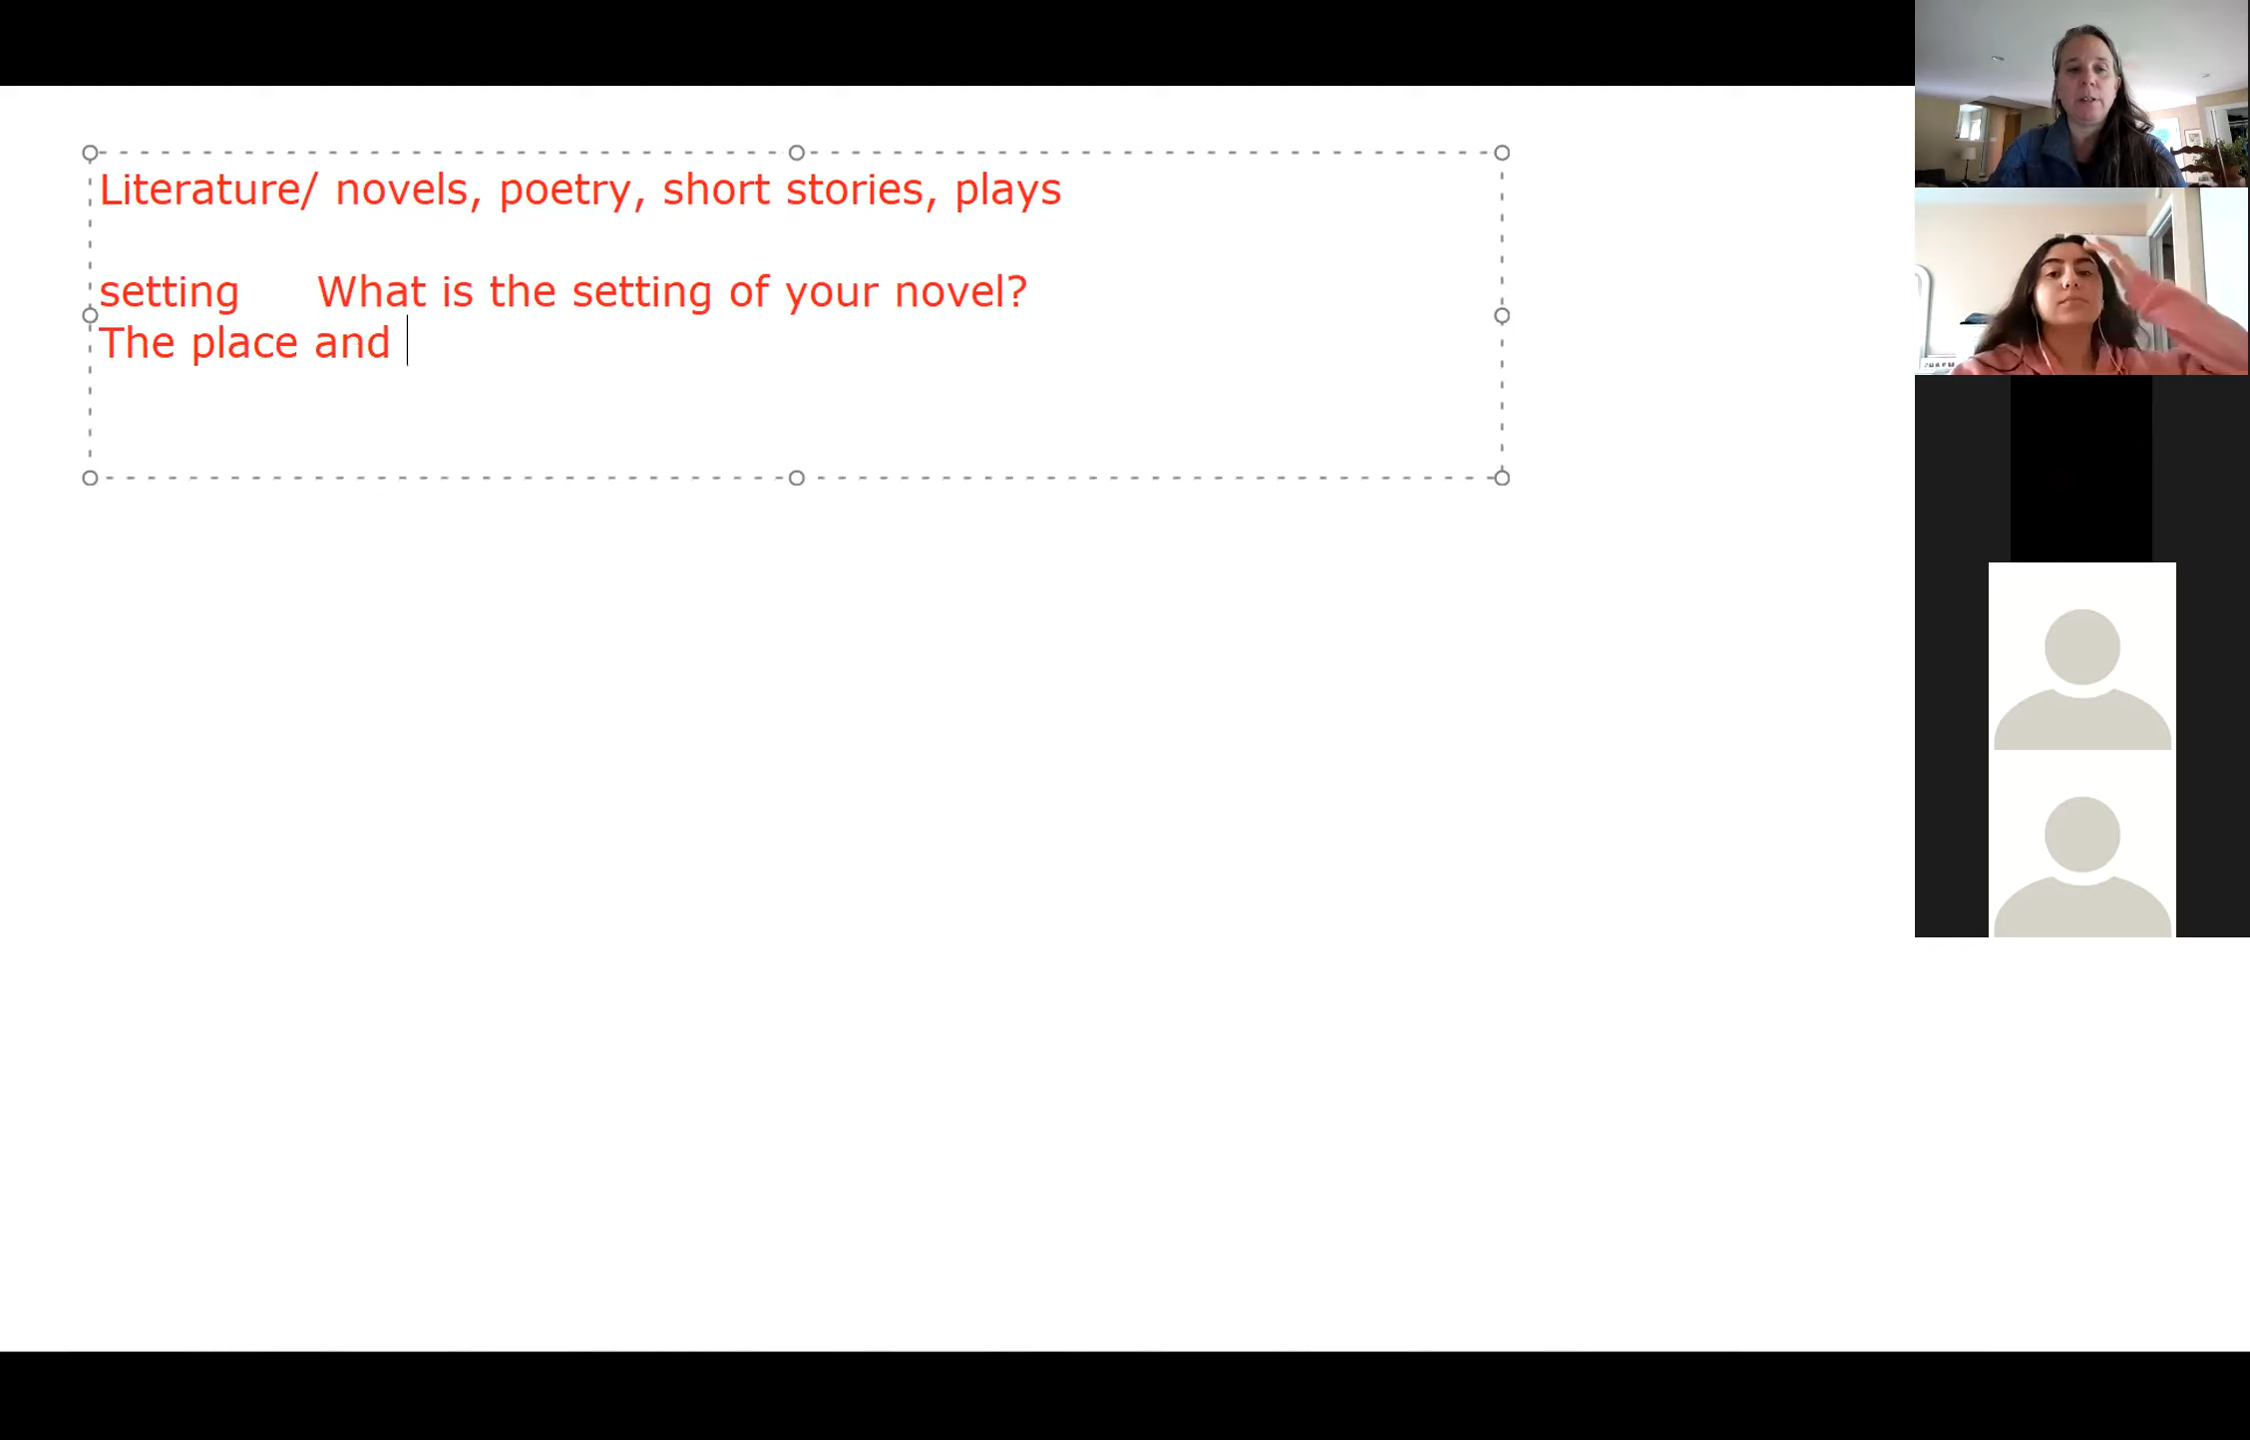 Literature/ novels, poetry, short stories, plays
setting What is the setting of your novel?
The place and